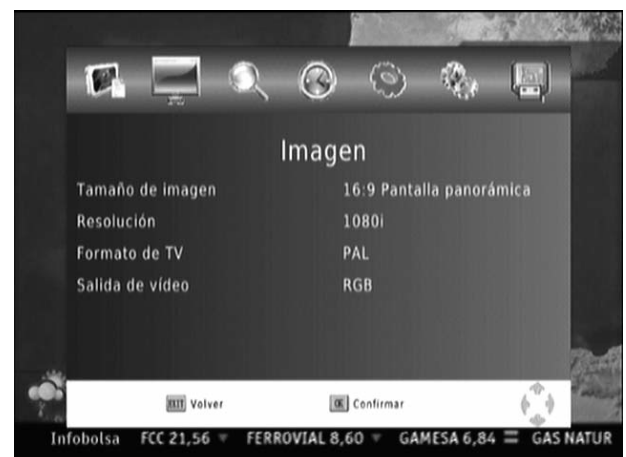 Imagen
Tamaño de imagen 16:9 Pantalla panorámica
Resolución 1080i
Formato de TV PAL
Salida de vídeo RGB
EXIT Volver OK Confirmar
Infobolsa FCC 21,56 ▼ FERROVIAL 8,60 ▼ GAMESA 6,84 = GAS NATUR